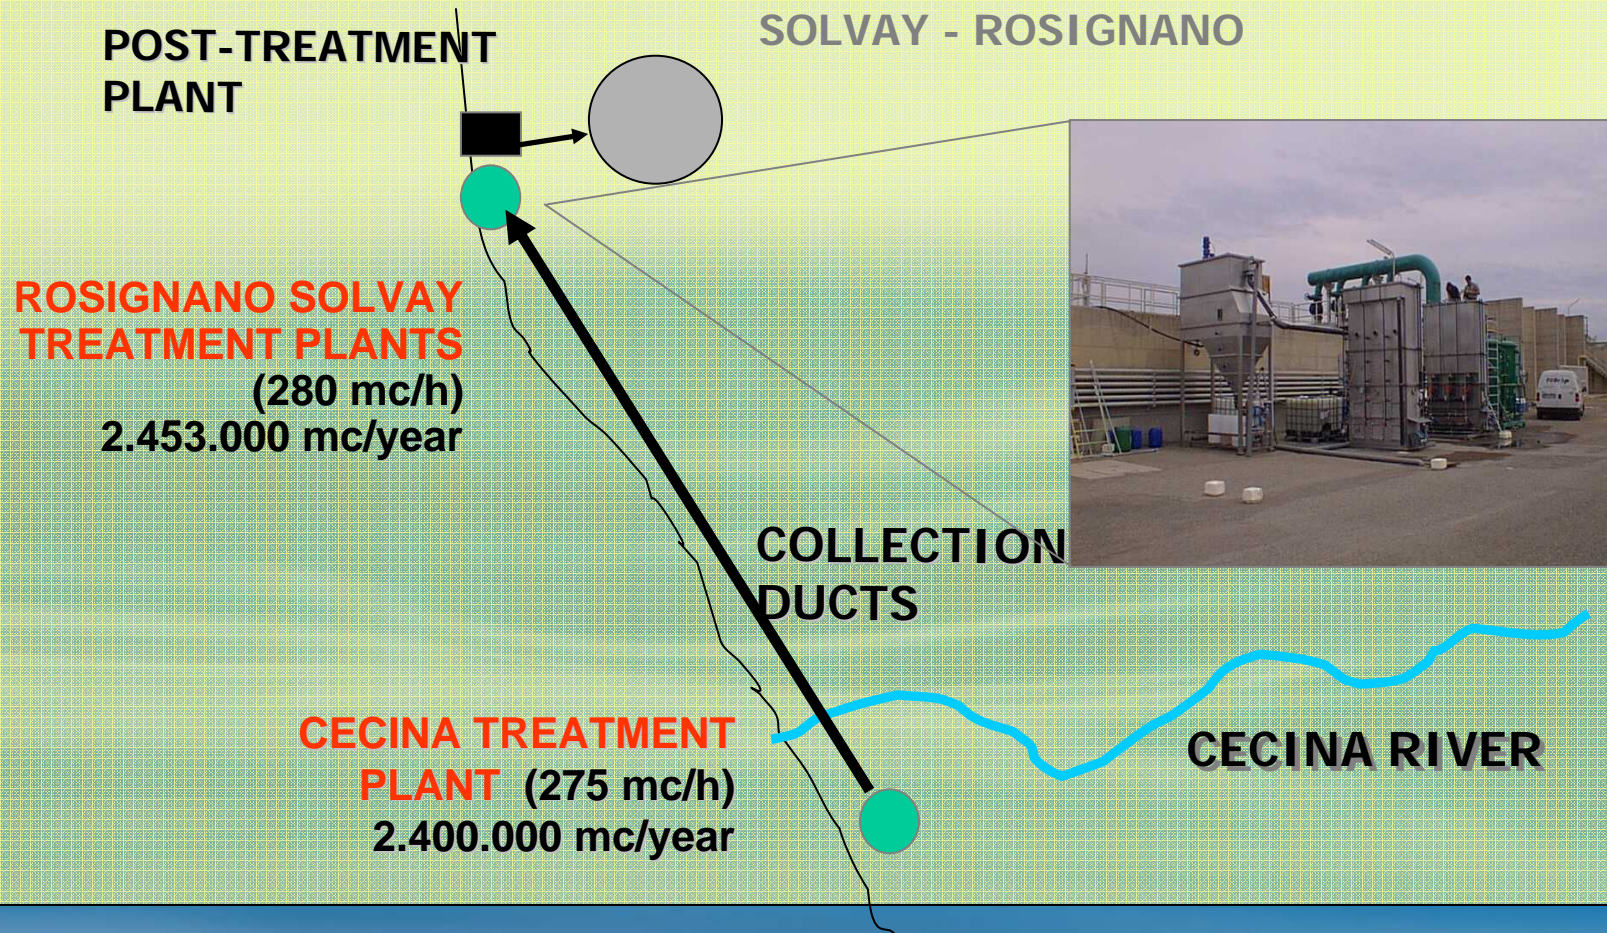 SOLVAY - ROSIGNANO
POST-TREATMENT
PLANT
ROSIGNANO SOLVAY
TREATMENT PLANTS
(280 mc/h)
2.453.000 mc/year
COLLECTION
DUCTS
CECINA TREATMENT
PLANT (275 mc/h)
2.400.000 mc/year
CECINA RIVER